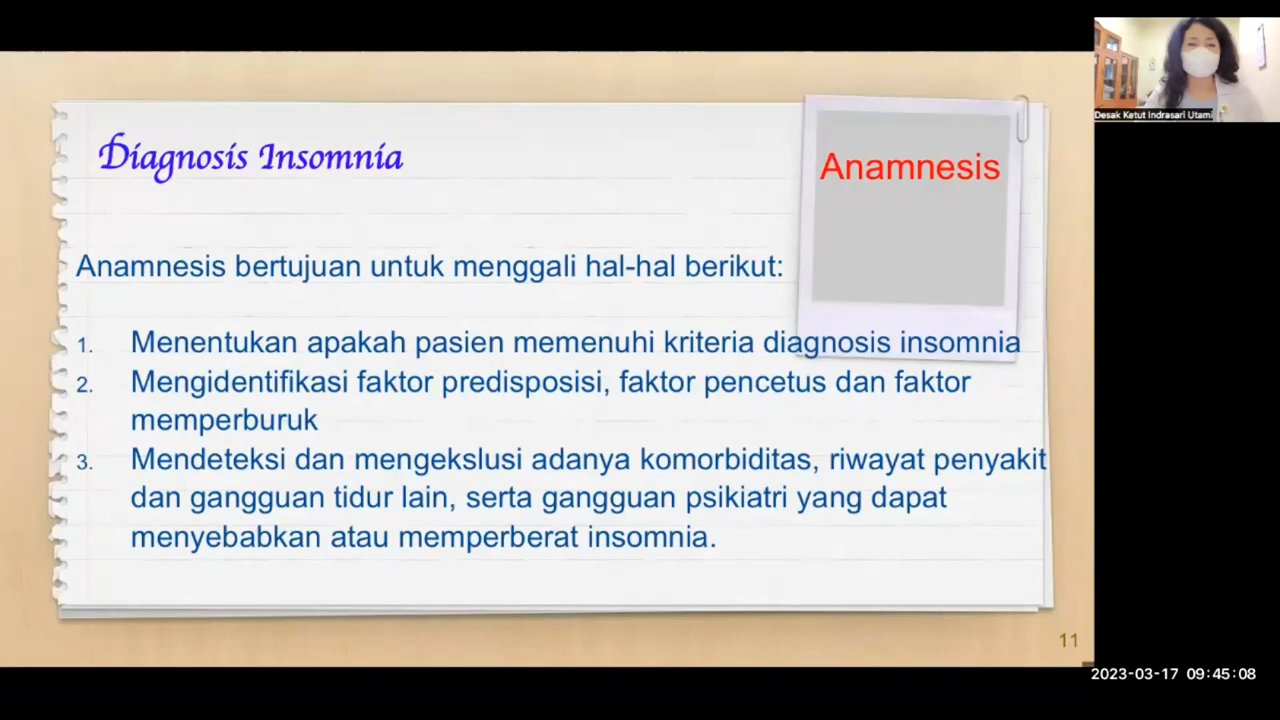 Diagnosis Insomnia
Anamnesis
Anamnesis bertujuan untuk menggali hal-hal berikut:
1. Menentukan apakah pasien memenuhi kriteria diagnosis insomnia
2. Mengidentifikasi faktor predisposisi, faktor pencetus dan faktor
memperburuk
3. Mendeteksi dan mengekslusi adanya komorbiditas, riwayat penyakit
dan gangguan tidur lain, serta gangguan psikiatri yang dapat
menyebabkan atau memperberat insomnia.
11
Desak Ketut Indrasari Utami
2023-03-17 09:45:08